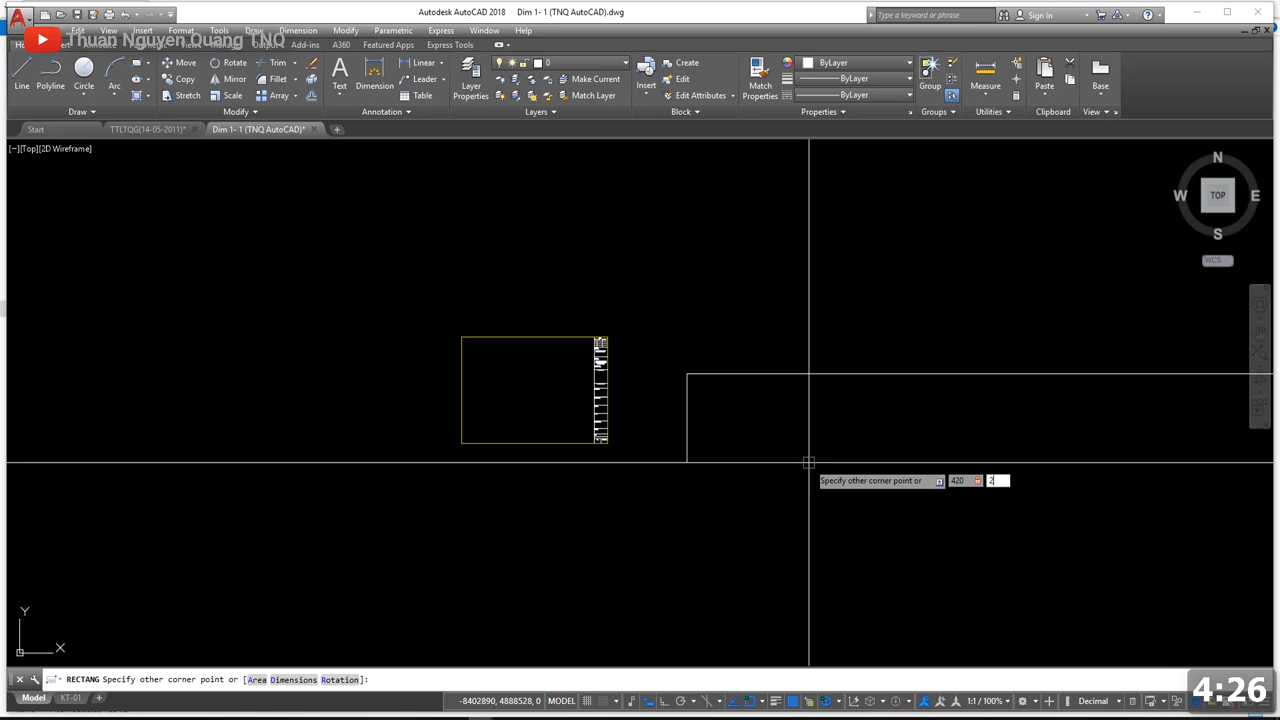 Autodesk AutoCAD 2018 Dim 1- 1 (TNQ AutoCAD).dwg
Type a keyword or phrase
Sign In
Edit View Insert Format Tools Draw Dimension Modify Parametric Express Window Help
Thuan Nguyen Quang TNQ
Add-ins A360 Featured Apps Express Tools
Move Rotate Trim
Copy Mirror Fillet
Stretch Scale Array
Line Polyline Circle Arc
Text Dimension
Linear
Leader
Table
Layer Properties
0
Make Current
Match Layer
Insert
Create
Edit
Edit Attributes
Match Properties
ByLayer
ByLayer
ByLayer
Group
Measure
Paste
Base
Draw Modify Annotation Layers Block Properties Groups Utilities Clipboard View
Start TTLTQG(14-05-2011)* Dim 1- 1 (TNQ AutoCAD)*
[−][Top][2D Wireframe]
N
W TOP E
S
WCS
Specify other corner point or 420 2
Y
X
RECTANG Specify other corner point or [Area Dimensions Rotation]:
Model KT-01
-8402890, 4888528, 0 MODEL 1:1 / 100% Decimal
4:26